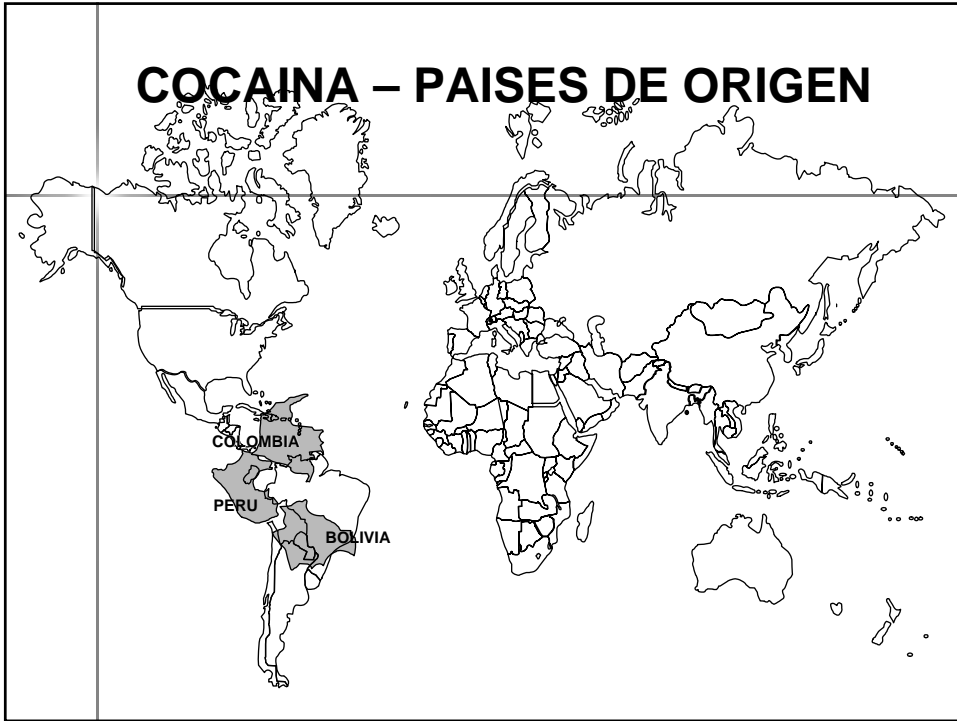 COCAINA – PAISES DE ORIGEN
COLOMBIA
PERU
BOLIVIA